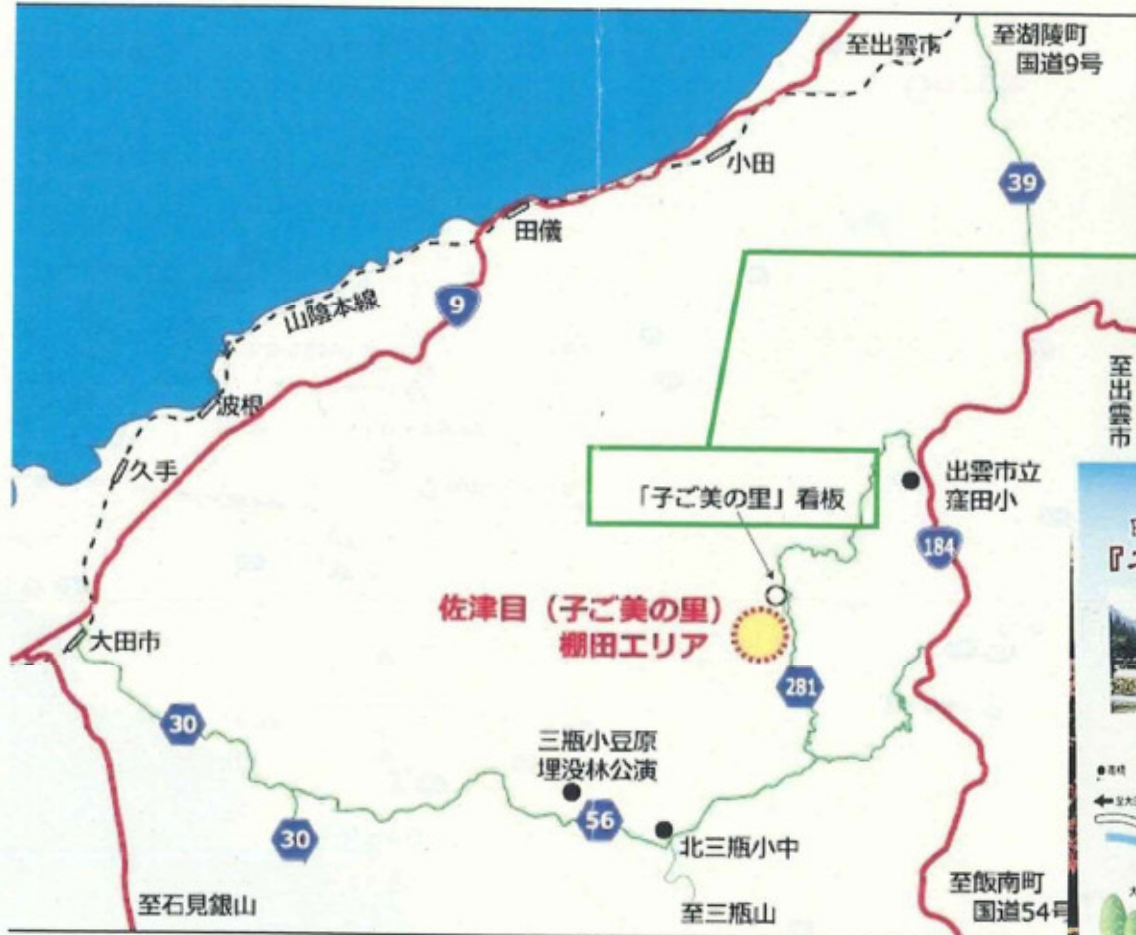 至出雲市
至湖陵町
国道9号
小田
39
田儀
山陰本線
9
波根
至出雲市
久手
出雲市立
窪田小
「子ご美の里」看板
184
佐津目（子ご美の里）
棚田エリア
大田市
281
30
三瓶小豆原
埋没林公演
56
30
北三瓶小中
至石見銀山
至三瓶山
至飯南町
国道54号